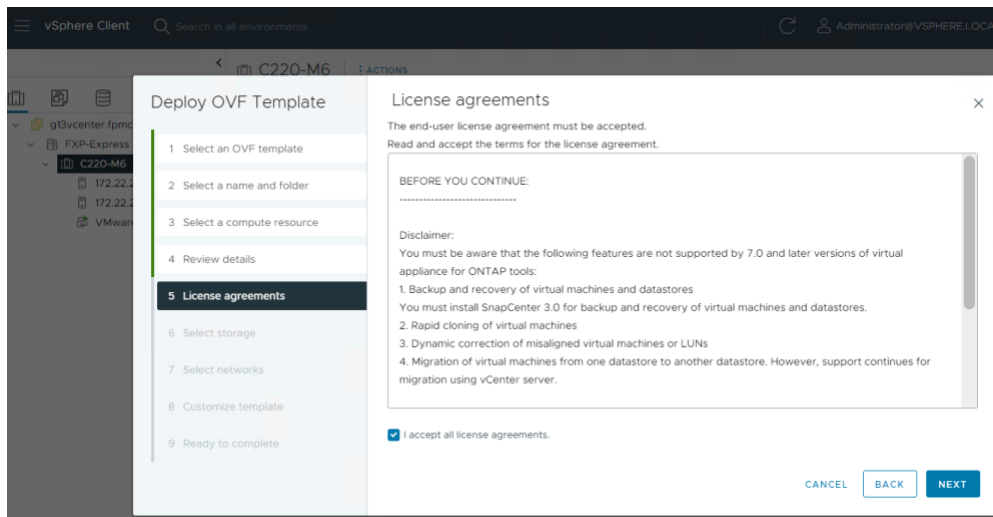 vSphere Client
Search in all environments
Administrator@VSPHERE.LOCA
C220-M6
ACTIONS
g13vcenter.fpmc
FXP-Express
C220-M6
172.22.2
172.22.2
VMwar
Deploy OVF Template
1 Select an OVF template
2 Select a name and folder
3 Select a compute resource
4 Review details
5 License agreements
6 Select storage
7 Select networks
8 Customize template
9 Ready to complete
License agreements
The end-user license agreement must be accepted.
Read and accept the terms for the license agreement.
BEFORE YOU CONTINUE:
------------------------------
Disclaimer:
You must be aware that the following features are not supported by 7.0 and later versions of virtual
appliance for ONTAP tools:
1. Backup and recovery of virtual machines and datastores
You must install SnapCenter 3.0 for backup and recovery of virtual machines and datastores.
2. Rapid cloning of virtual machines
3. Dynamic correction of misaligned virtual machines or LUNs
4. Migration of virtual machines from one datastore to another datastore. However, support continues for
migration using vCenter server.
I accept all license agreements.
CANCEL
BACK
NEXT